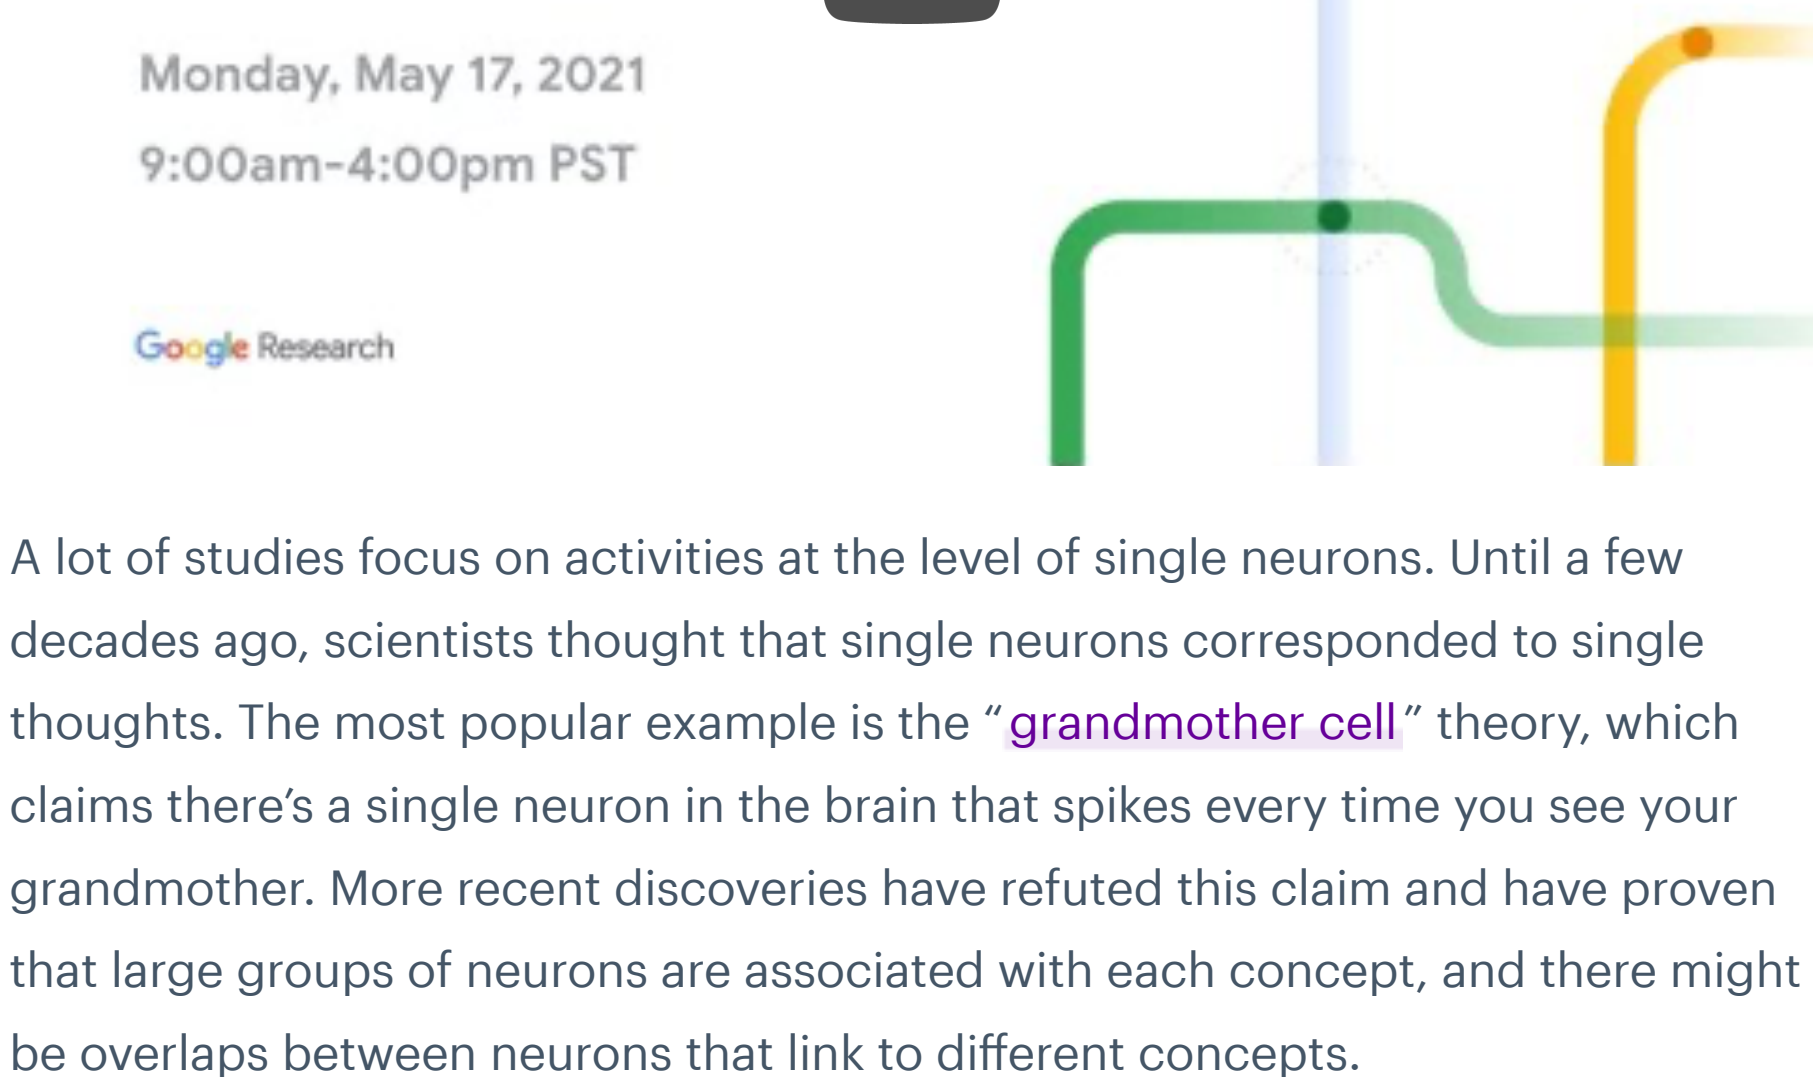 Monday, May 17, 2021
9:00am-4:00pm PST
Google Research
A lot of studies focus on activities at the level of single neurons. Until a few
decades ago, scientists thought that single neurons corresponded to single
thoughts. The most popular example is the “grandmother cell” theory, which
claims there’s a single neuron in the brain that spikes every time you see your
grandmother. More recent discoveries have refuted this claim and have proven
that large groups of neurons are associated with each concept, and there might
be overlaps between neurons that link to different concepts.